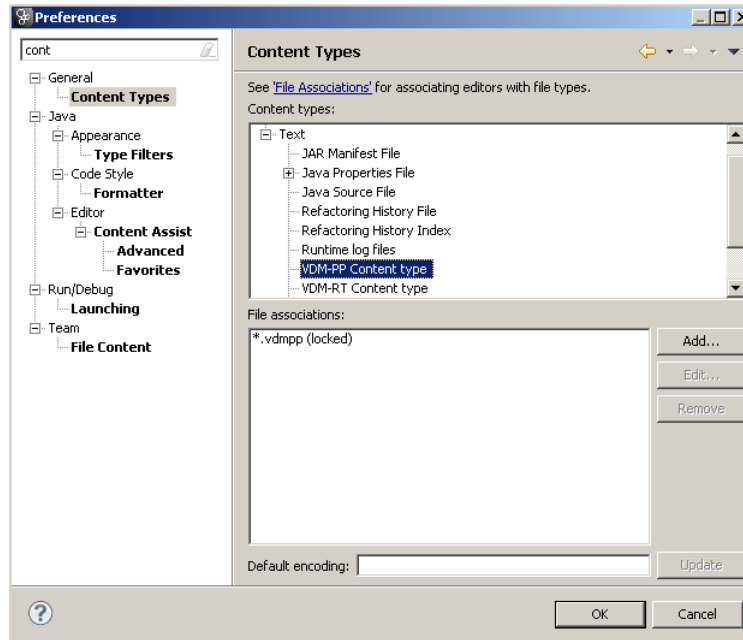 Preferences
cont
General
Content Types
Java
Appearance
Type Filters
Code Style
Formatter
Editor
Content Assist
Advanced
Favorites
Run/Debug
Launching
Team
File Content
Content Types
See 'File Associations' for associating editors with file types.
Content types:
Text
JAR Manifest File
Java Properties File
Java Source File
Refactoring History File
Refactoring History Index
Runtime log files
VDM-PP Content type
VDM-RT Content type
File associations:
*.vdmpp (locked)
Add...
Edit...
Remove
Default encoding:
Update
?
OK
Cancel